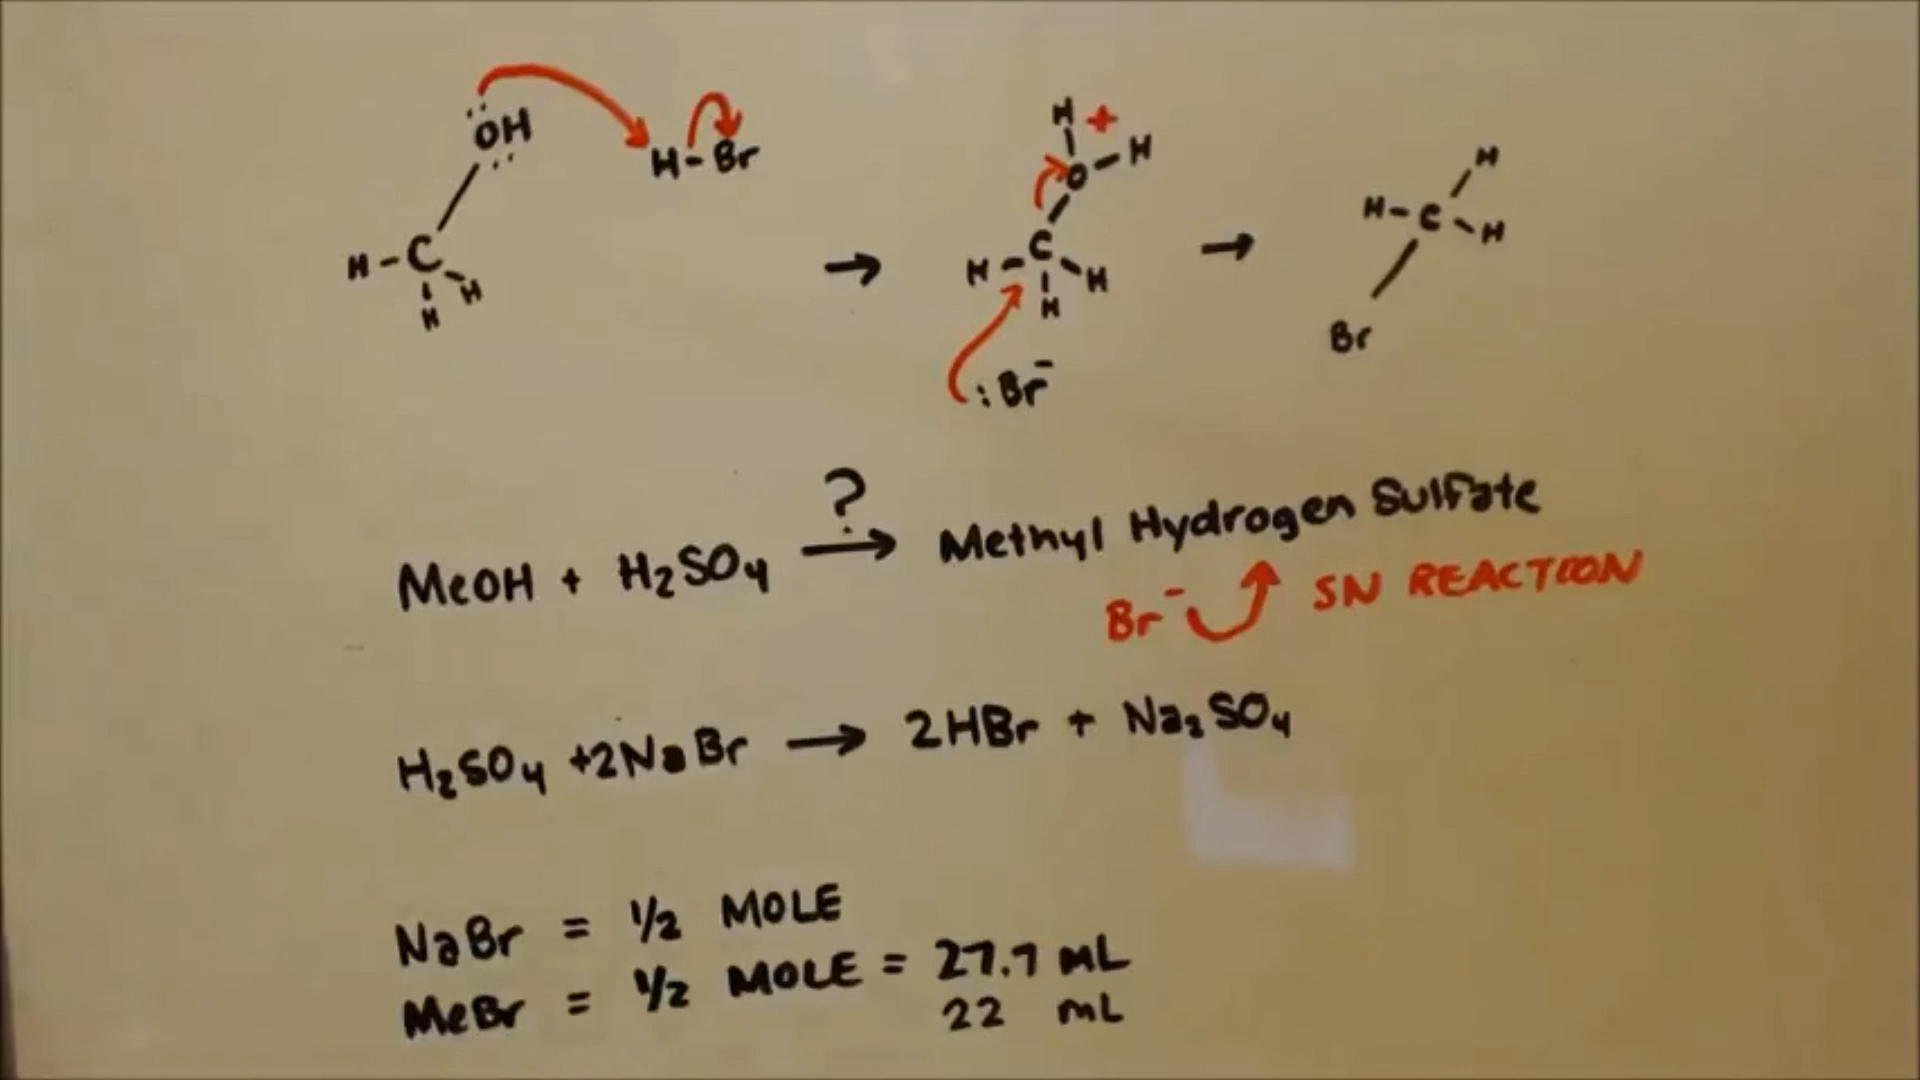 OH
H-Br
H-C
H
H
→
H +
O-H
C
H
H
H
:Br⁻
→
H
H-C-H
Br
MeOH + H₂SO₄ →? Methyl Hydrogen Sulfate
Br⁻ SN REACTION
H₂SO₄ +2NaBr → 2HBr + Na₂SO₄
NaBr = 1/2 MOLE
MeBr = 1/2 MOLE = 27.7 mL
22 mL